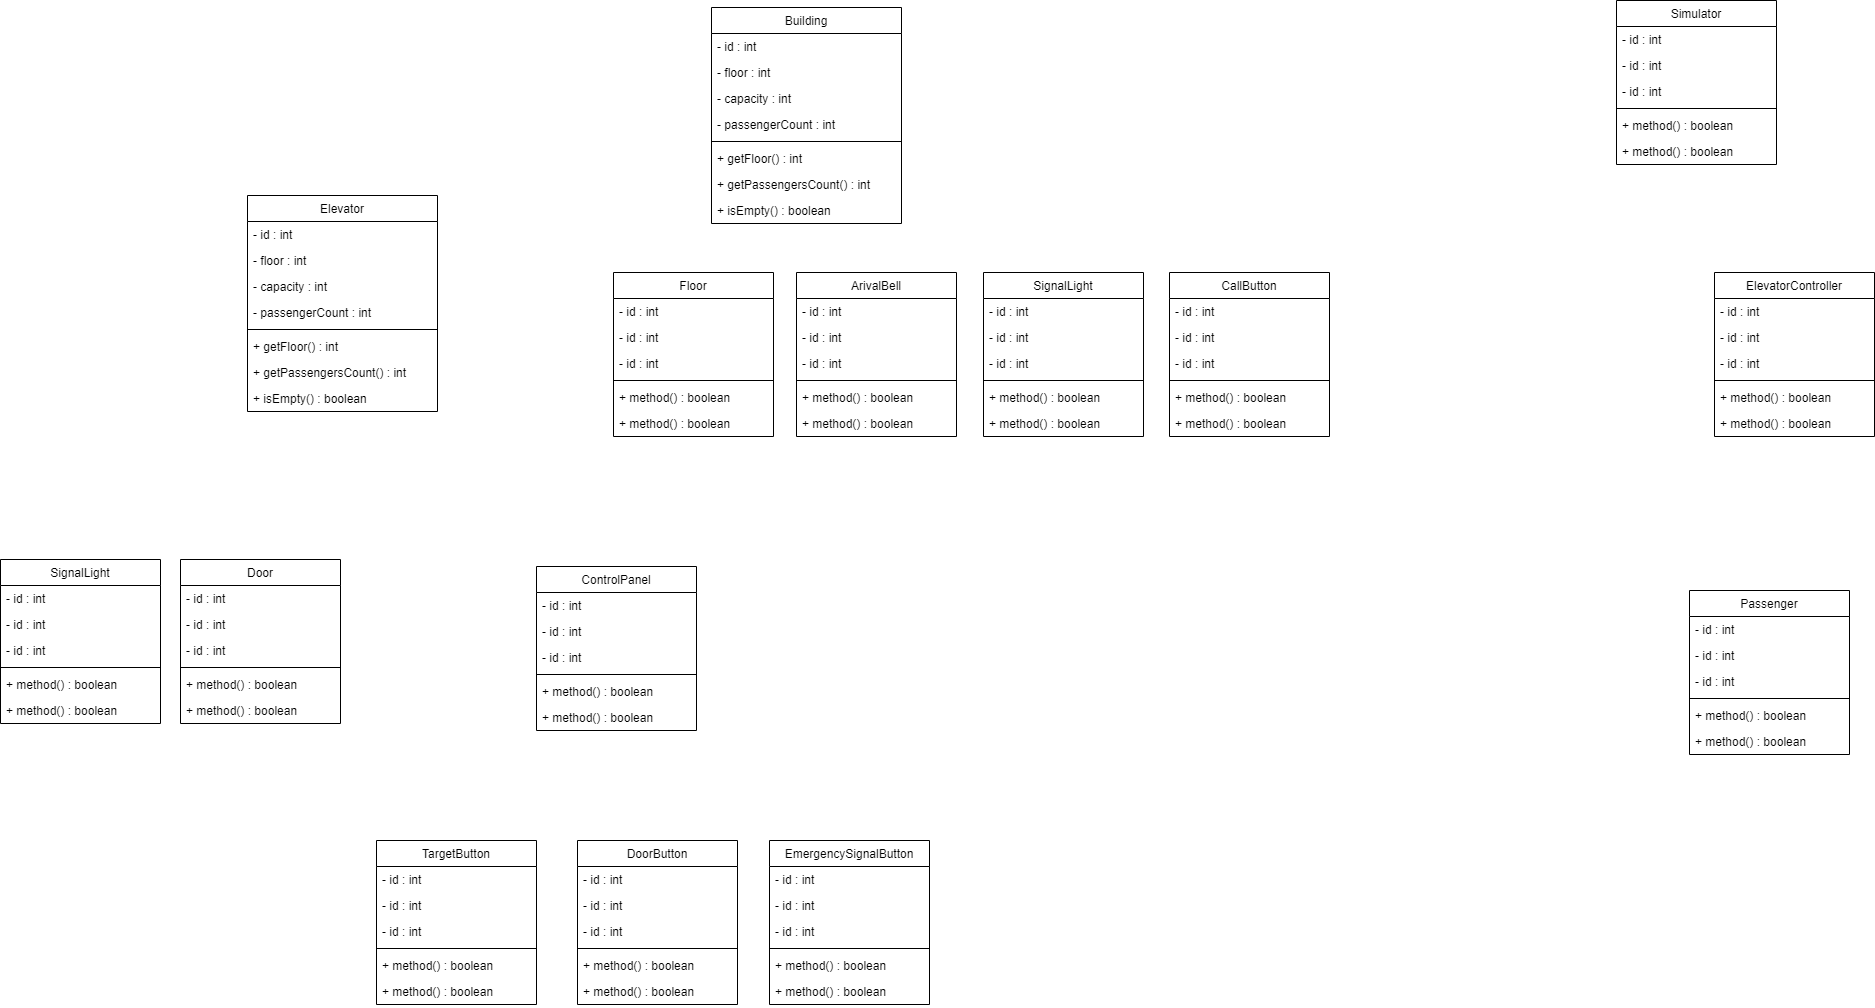 Building
- id : int
- floor : int
- capacity : int
- passengerCount : int
+ getFloor() : int
+ getPassengersCount() : int
+ isEmpty() : boolean
Simulator
- id : int
- id : int
- id : int
+ method() : boolean
+ method() : boolean
Elevator
- id : int
- floor : int
- capacity : int
- passengerCount : int
+ getFloor() : int
+ getPassengersCount() : int
+ isEmpty() : boolean
Floor
- id : int
- id : int
- id : int
+ method() : boolean
+ method() : boolean
ArivalBell
- id : int
- id : int
- id : int
+ method() : boolean
+ method() : boolean
SignalLight
- id : int
- id : int
- id : int
+ method() : boolean
+ method() : boolean
CallButton
- id : int
- id : int
- id : int
+ method() : boolean
+ method() : boolean
ElevatorController
- id : int
- id : int
- id : int
+ method() : boolean
+ method() : boolean
SignalLight
- id : int
- id : int
- id : int
+ method() : boolean
+ method() : boolean
Door
- id : int
- id : int
- id : int
+ method() : boolean
+ method() : boolean
ControlPanel
- id : int
- id : int
- id : int
+ method() : boolean
+ method() : boolean
Passenger
- id : int
- id : int
- id : int
+ method() : boolean
+ method() : boolean
TargetButton
- id : int
- id : int
- id : int
+ method() : boolean
+ method() : boolean
DoorButton
- id : int
- id : int
- id : int
+ method() : boolean
+ method() : boolean
EmergencySignalButton
- id : int
- id : int
- id : int
+ method() : boolean
+ method() : boolean